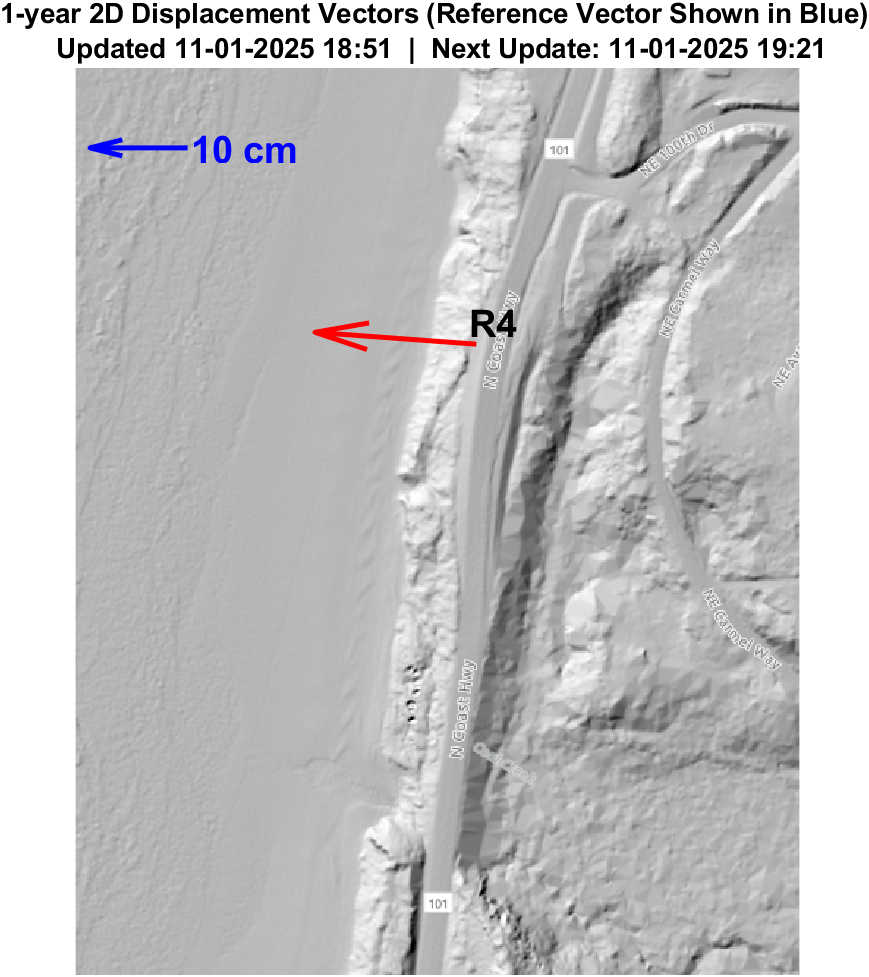 1-year 2D Displacement Vectors (Reference Vector Shown in Blue)
Updated 11-01-2025 18:51 | Next Update: 11-01-2025 19:21
10 cm
101
NE 100th Dr
NE Carmel Way
R4
N Coast Hwy
NE
NE Carmel Way
N Coast Hwy
101